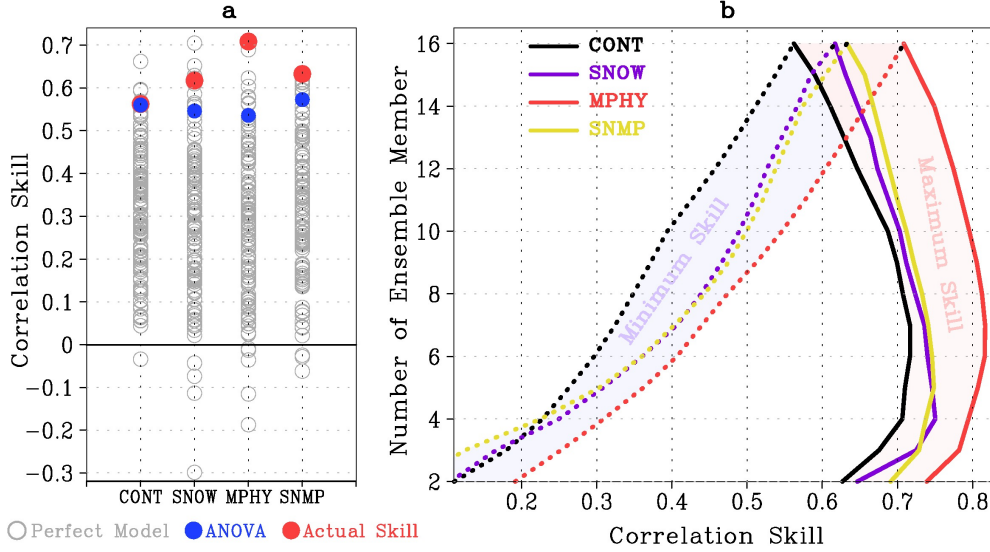 a
Correlation Skill
0.7
0.6
0.5
0.4
0.3
0.2
0.1
0
-0.1
-0.2
-0.3
CONT SNOW MPHY SNMP
Perfect Model ANOVA Actual Skill
b
Number of Ensemble Member
16
14
12
10
8
6
4
2
CONT
SNOW
MPHY
SNMP
Minimum Skill
Maximum Skill
0.2 0.3 0.4 0.5 0.6 0.7 0.8
Correlation Skill